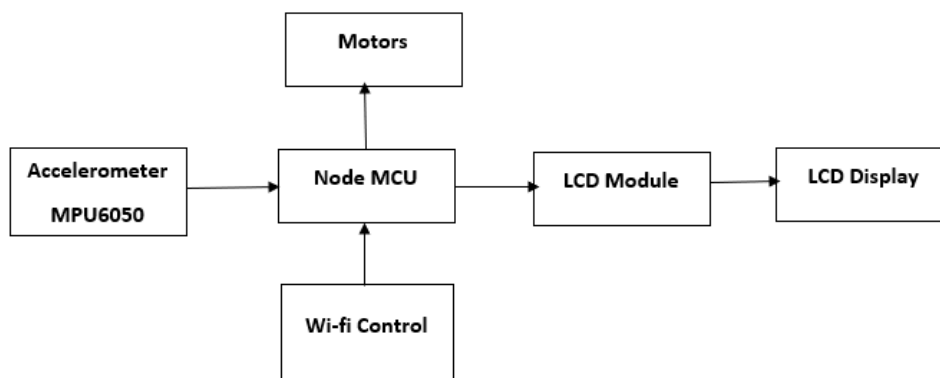 Motors
Accelerometer
MPU6050
Node MCU
LCD Module
LCD Display
Wi-fi Control